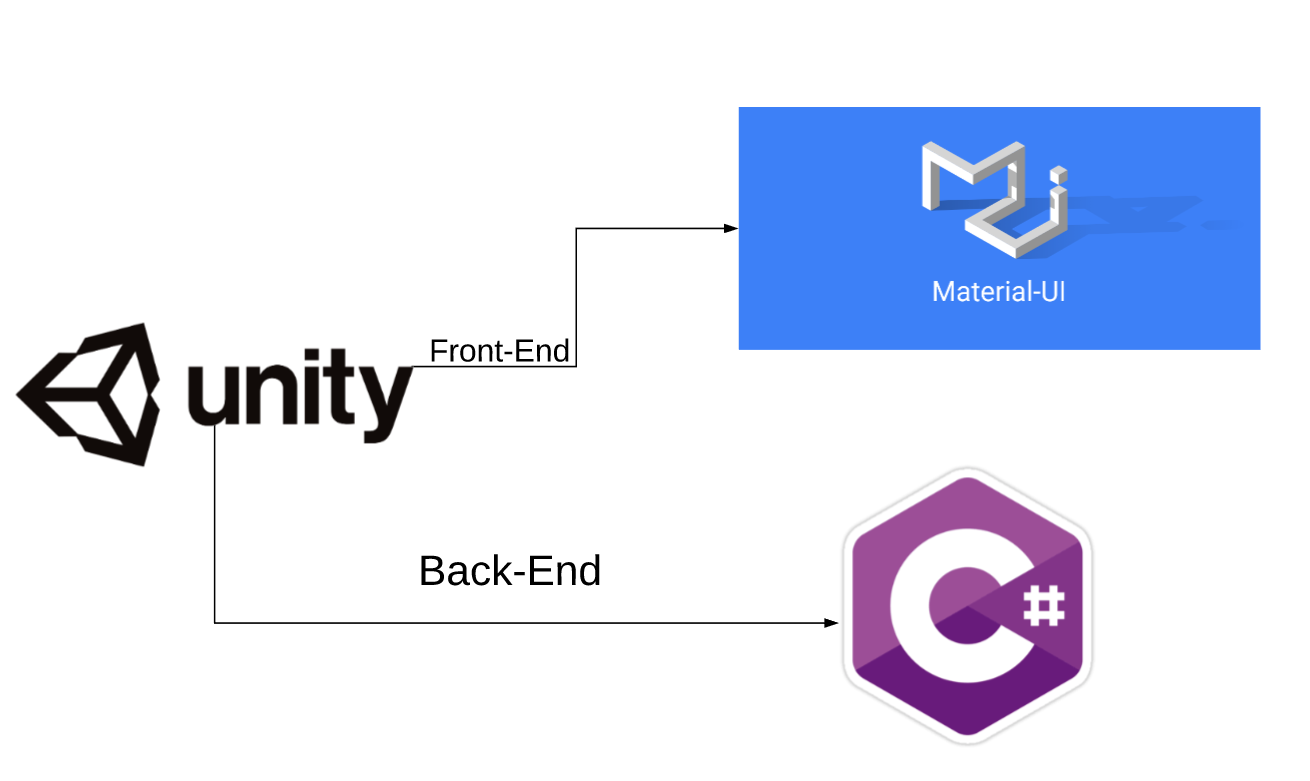 Material-UI
Front-End
unity
Back-End
C#